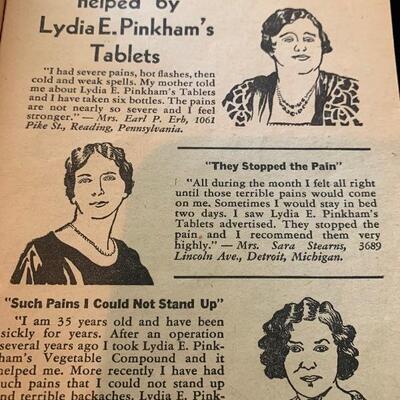 helped by
Lydia E. Pinkham's
Tablets
"I had severe pains, hot flashes, then
cold and weak spells. My mother told
me about Lydia E. Pinkham's Tablets
and I have taken six bottles. The pains
are not nearly so severe and I feel
stronger." — Mrs. Earl P. Erb, 1061
Pike St., Reading, Pennsylvania.
"They Stopped the Pain"
"All during the month I felt all right
until those terrible pains would come
on me. Sometimes I would stay in bed
two days. I saw Lydia E. Pinkham's
Tablets advertised. They stopped the
pain and I recommend them very
highly." — Mrs. Sara Stearns, 3689
Lincoln Ave., Detroit, Michigan.
"Such Pains I Could Not Stand Up"
"I am 35 years old and have been
sickly for years. After an operation
several years ago I took Lydia E. Pink-
ham's Vegetable Compound and it
helped me. More recently I have had
such pains that I could not stand up
and terrible backaches. Lydia E. Pink-